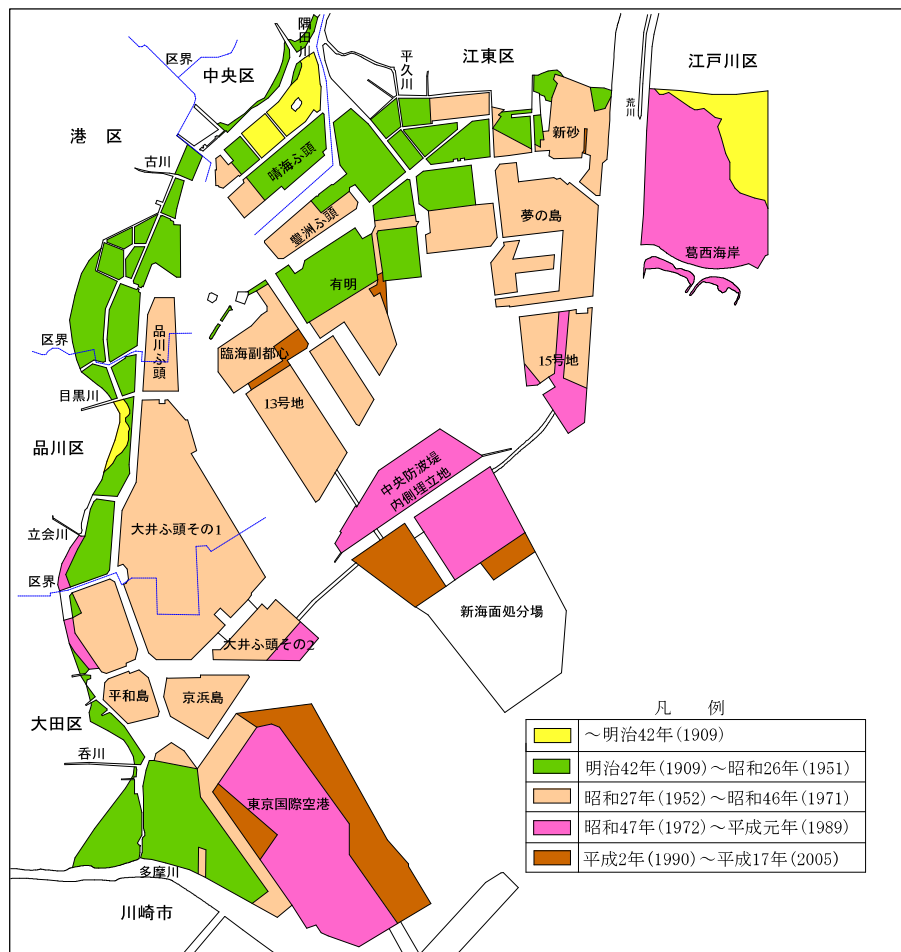 隅田川
区界
中央区
平久川
江東区
江戸川区
荒川
港 区
新砂
古川
晴海ふ頭
豊洲ふ頭
夢の島
葛西海岸
有明
区界
品川ふ頭
臨海副都心
15号地
目黒川
13号地
品川区
中央防波堤
内側埋立地
立会川
大井ふ頭その1
区界
新海面処分場
大井ふ頭その2
平和島
京浜島
大田区
呑川
東京国際空港
多摩川
川崎市
凡 例
～明治42年(1909)
明治42年(1909)～昭和26年(1951)
昭和27年(1952)～昭和46年(1971)
昭和47年(1972)～平成元年(1989)
平成2年(1990)～平成17年(2005)